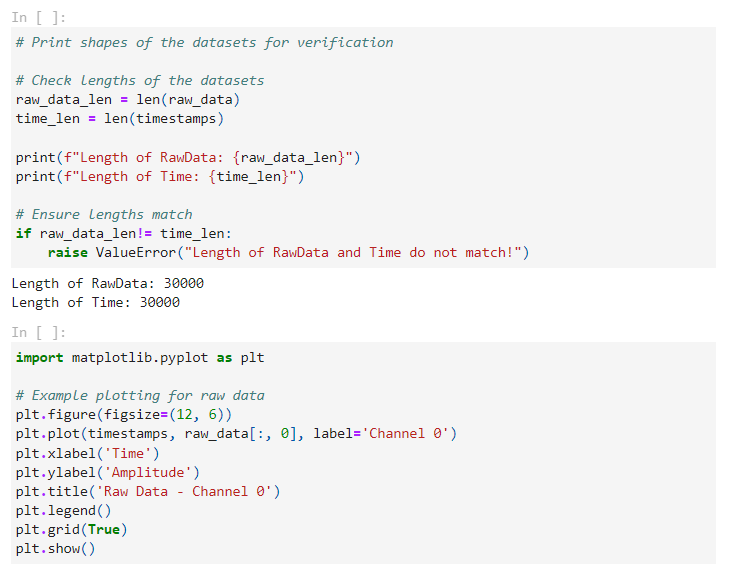 In [ ]:
# Print shapes of the datasets for verification
# Check lengths of the datasets
raw_data_len = len(raw_data)
time_len = len(timestamps)
print(f"Length of RawData: {raw_data_len}")
print(f"Length of Time: {time_len}")
# Ensure lengths match
if raw_data_len!= time_len:
    raise ValueError("Length of RawData and Time do not match!")
Length of RawData: 30000
Length of Time: 30000
In [ ]:
import matplotlib.pyplot as plt
# Example plotting for raw data
plt.figure(figsize=(12, 6))
plt.plot(timestamps, raw_data[:, 0], label='Channel 0')
plt.xlabel('Time')
plt.ylabel('Amplitude')
plt.title('Raw Data - Channel 0')
plt.legend()
plt.grid(True)
plt.show()